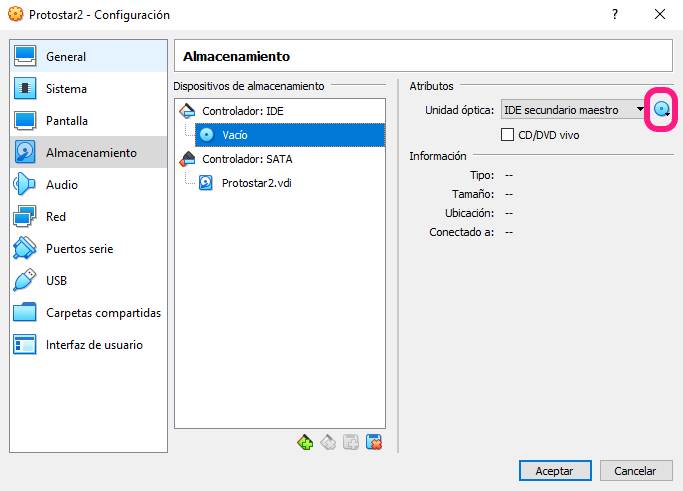 Protostar2 - Configuración
General
Sistema
Pantalla
Almacenamiento
Audio
Red
Puertos serie
USB
Carpetas compartidas
Interfaz de usuario
Almacenamiento
Dispositivos de almacenamiento
Controlador: IDE
Vacío
Controlador: SATA
Protostar2.vdi
Atributos
Unidad óptica: IDE secundario maestro
CD/DVD vivo
Información
Tipo: --
Tamaño: --
Ubicación: --
Conectado a: --
Aceptar
Cancelar